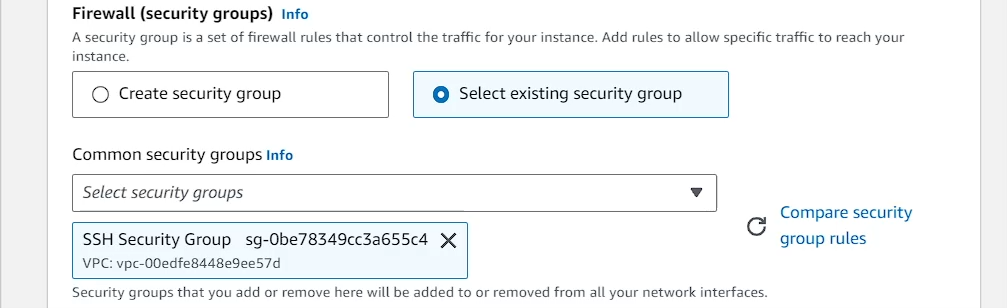 Firewall (security groups) Info
A security group is a set of firewall rules that control the traffic for your instance. Add rules to allow specific traffic to reach your
instance.
Create security group
Select existing security group
Common security groups Info
Select security groups
Compare security
group rules
SSH Security Group sg-0be78349cc3a655c4
VPC: vpc-00edfe8448e9ee57d
Security groups that you add or remove here will be added to or removed from all your network interfaces.